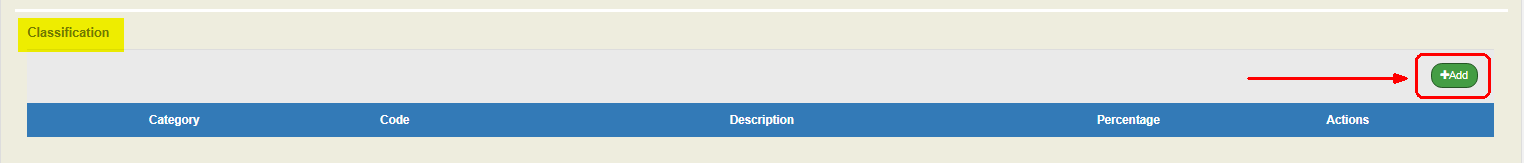 Classification
+Add
Category Code Description Percentage Actions